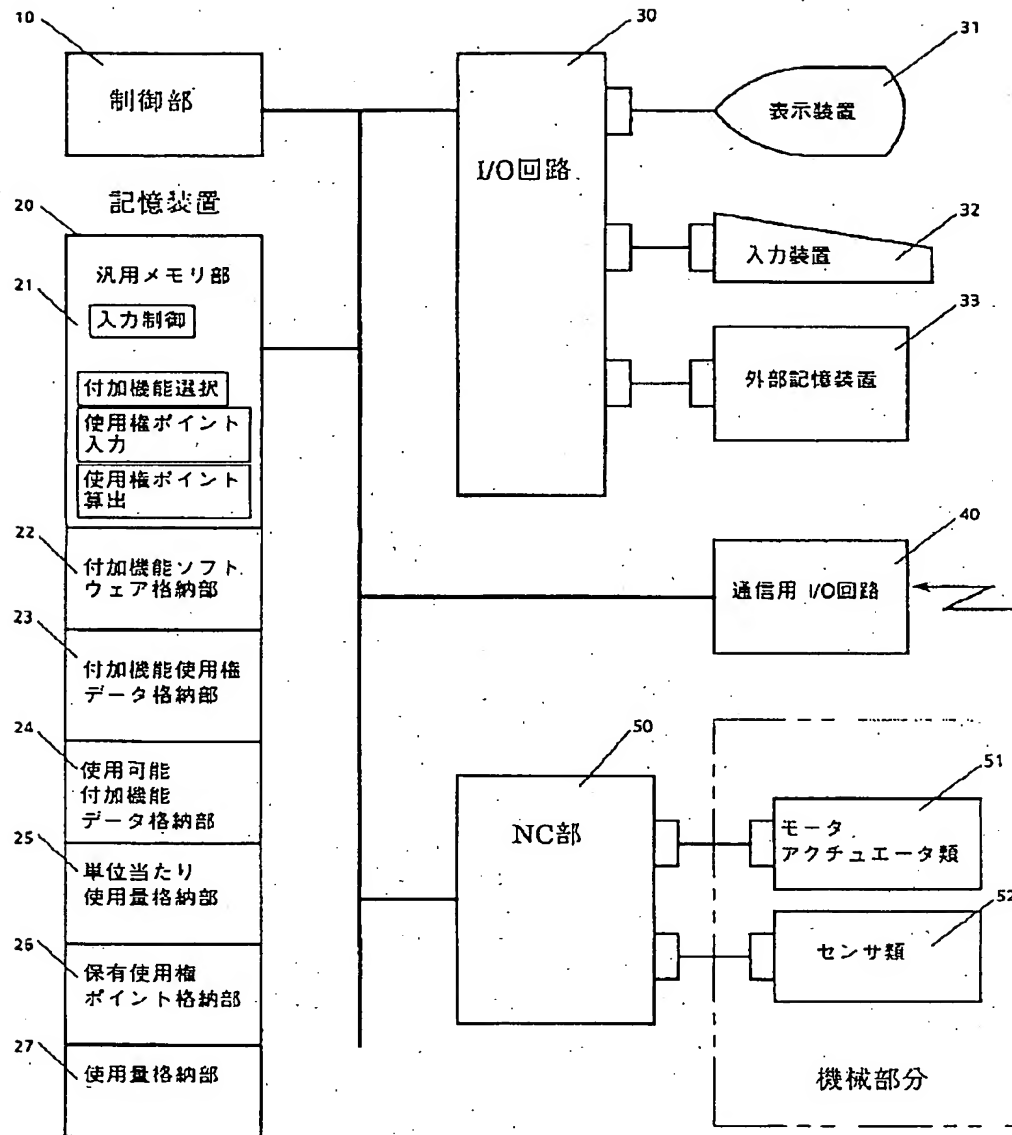 10
制御部
記憶装置
20
汎用メモリ部
21
入力制御
付加機能選択
使用権ポイント
入力
使用権ポイント
算出
22
付加機能ソフト
ウェア格納部
23
付加機能使用権
データ格納部
24
使用可能
付加機能
データ格納部
25
単位当たり
使用量格納部
26
保有使用権
ポイント格納部
27
使用量格納部
30
I/O回路
31
表示装置
32
入力装置
33
外部記憶装置
40
通信用 I/O回路
50
NC部
51
モータ
アクチュエータ類
52
センサ類
機械部分